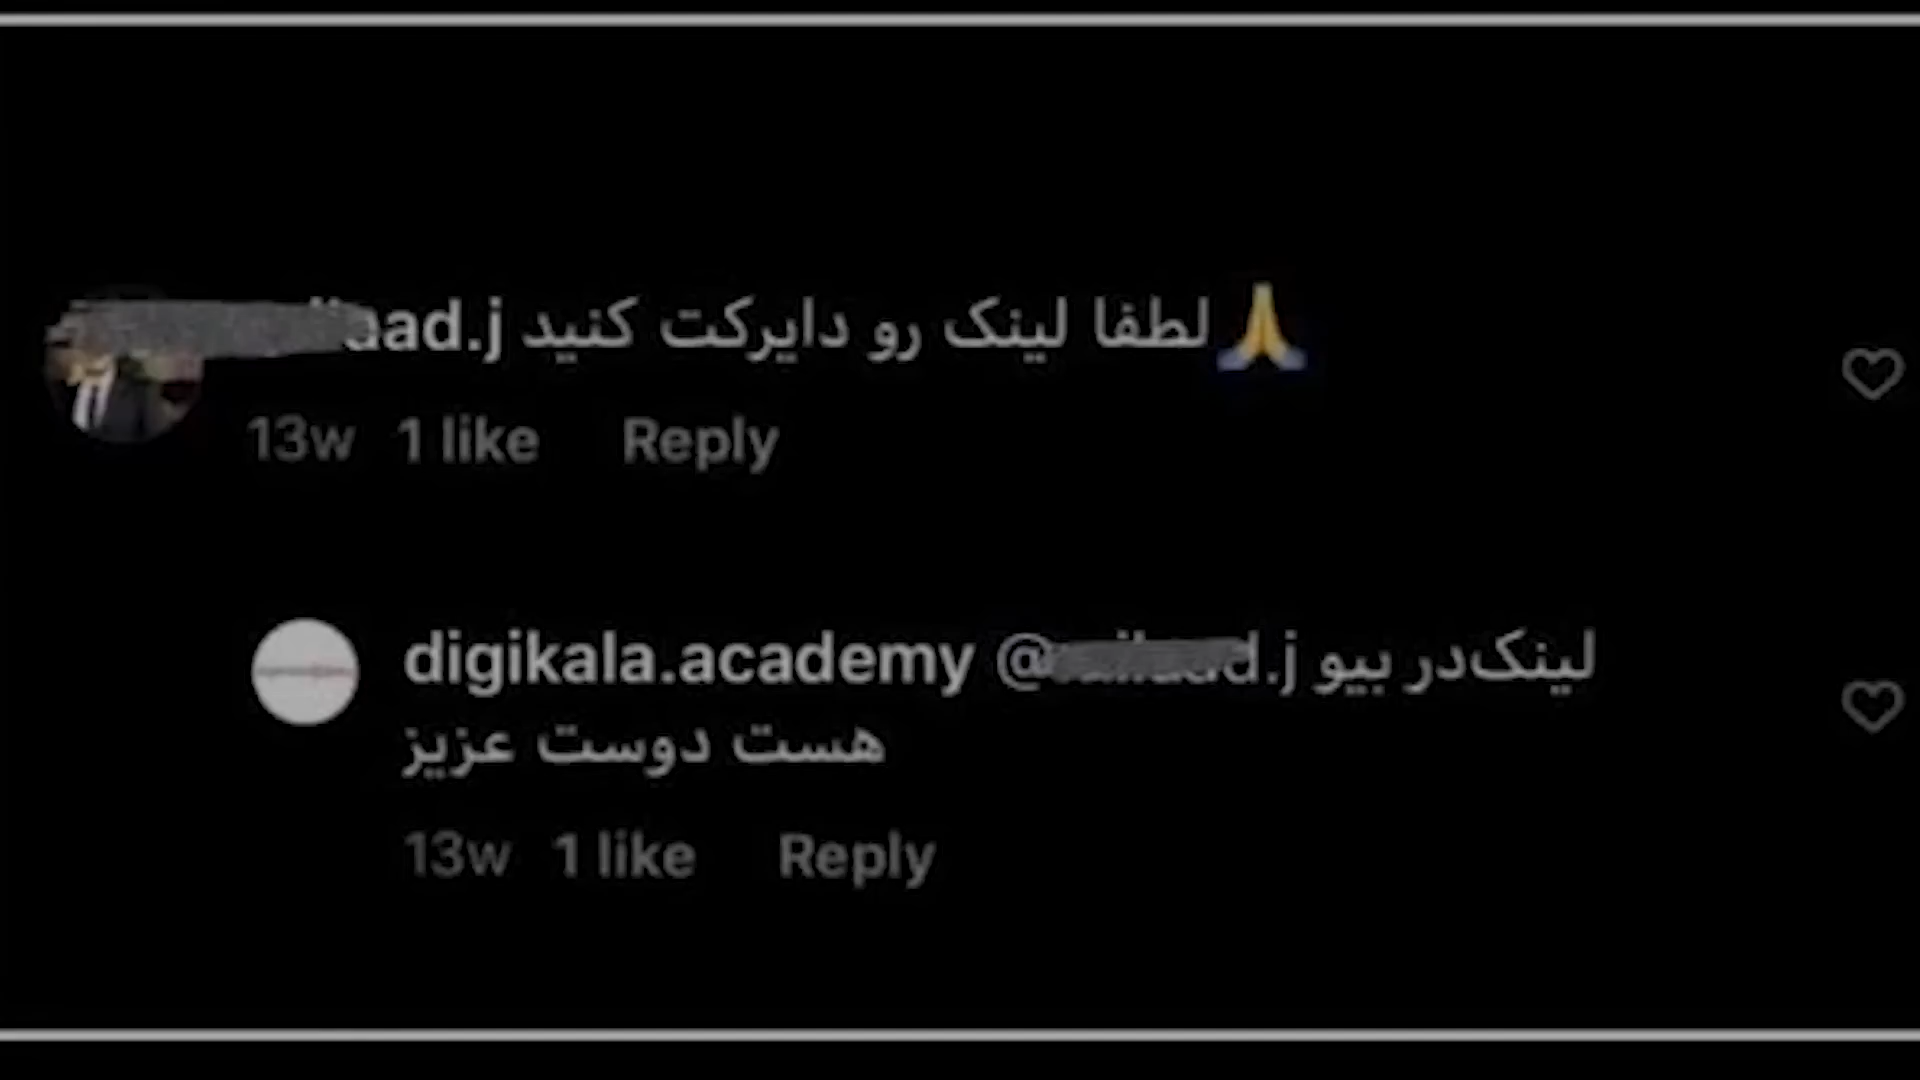 aad.j لطفا لینک رو دایرکت کنید🙏
13w 1 like Reply
digikala.academy @ d.j لینک‌در بیو
هست دوست عزیز
13w 1 like Reply